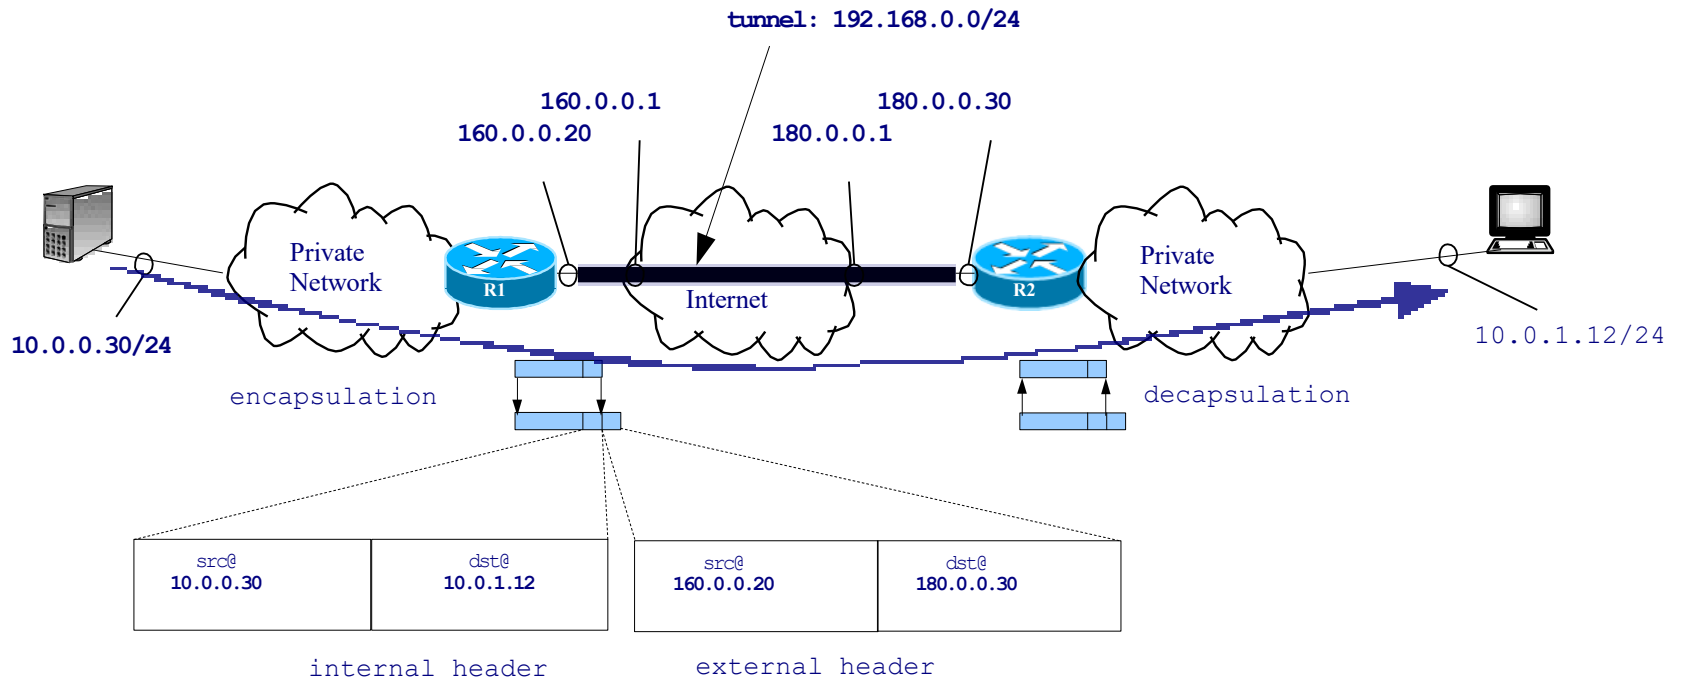 tunnel: 192.168.0.0/24
160.0.0.1
180.0.0.30
160.0.0.20
180.0.0.1
Private
Network
R1
Internet
R2
Private
Network
10.0.0.30/24
10.0.1.12/24
encapsulation
decapsulation
src@
10.0.0.30
dst@
10.0.1.12
src@
160.0.0.20
dst@
180.0.0.30
internal header
external header